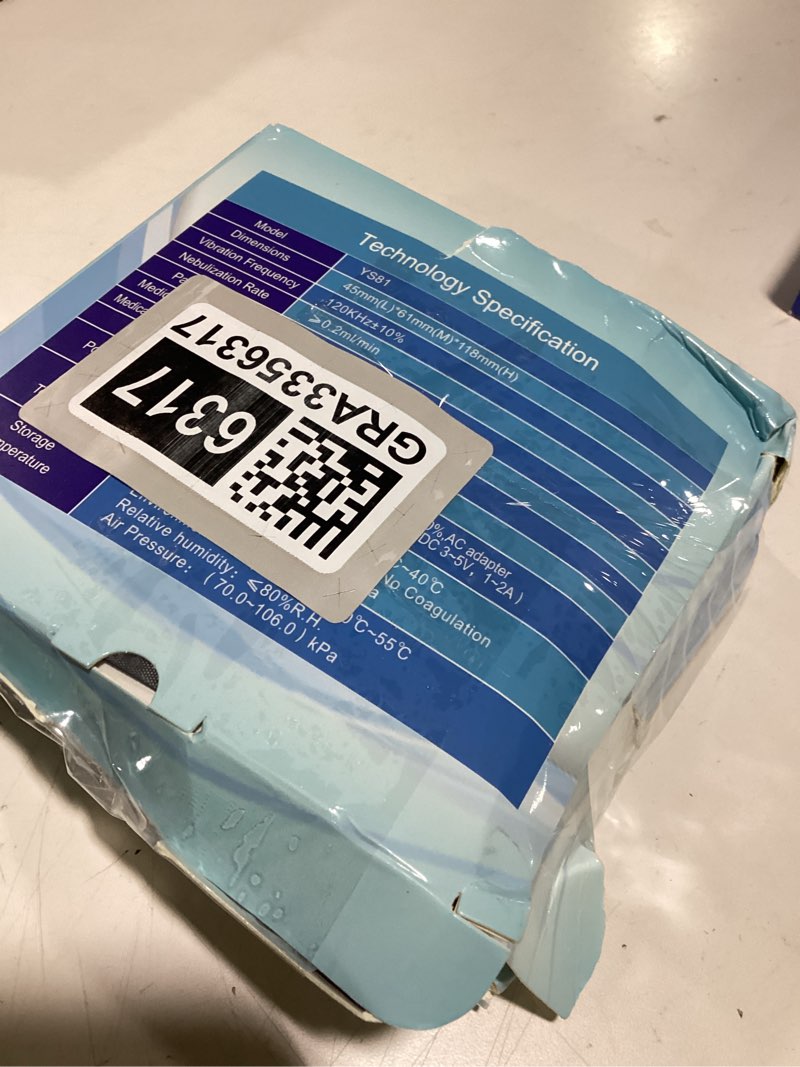 Technology Specification
Model YS81
Dimensions 45mm(L)*61mm(M)*118mm(H)
Vibration Frequency 120KHz±10%
Nebulization Rate ≥0.2ml/min
GRA3356317
6317
AC adapter
DC 3~5V, 1~2A)
~40℃
No Coagulation
Storage
℃~55℃
Relative humidity: ≤80%R.H.
Air Pressure: (70.0~106.0) kPa